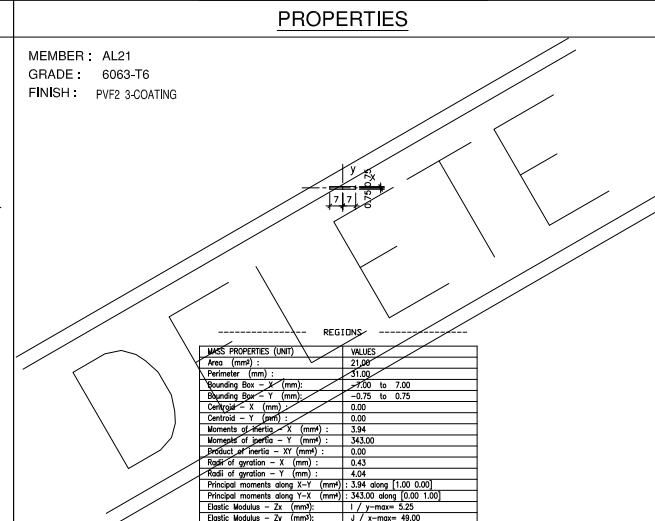 PROPERTIES
MEMBER : AL21
GRADE : 6063-T6
FINISH : PVF2 3-COATING
y
x
7 7
0.75 0.75
DELETE
REGIONS
MASS PROPERTIES (UNIT) VALUES
Area (mm²) : 21.00
Perimeter (mm) : 31.00
Bounding Box - X (mm): -7.00 to 7.00
Bounding Box - Y (mm): -0.75 to 0.75
Centroid - X (mm) : 0.00
Centroid - Y (mm) : 0.00
Moments of inertia - X (mm⁴) : 3.94
Moments of inertia - Y (mm⁴) : 343.00
Product of inertia - XY (mm⁴) : 0.00
Radii of gyration - X (mm) : 0.43
Radii of gyration - Y (mm) : 4.04
Principal moments along X-Y (mm⁴) : 3.94 along [1.00 0.00]
Principal moments along Y-X (mm⁴) : 343.00 along [0.00 1.00]
Elastic Modulus - Zx (mm³): I / y-max= 5.25
Elastic Modulus - Zy (mm³): J / x-max= 49.00